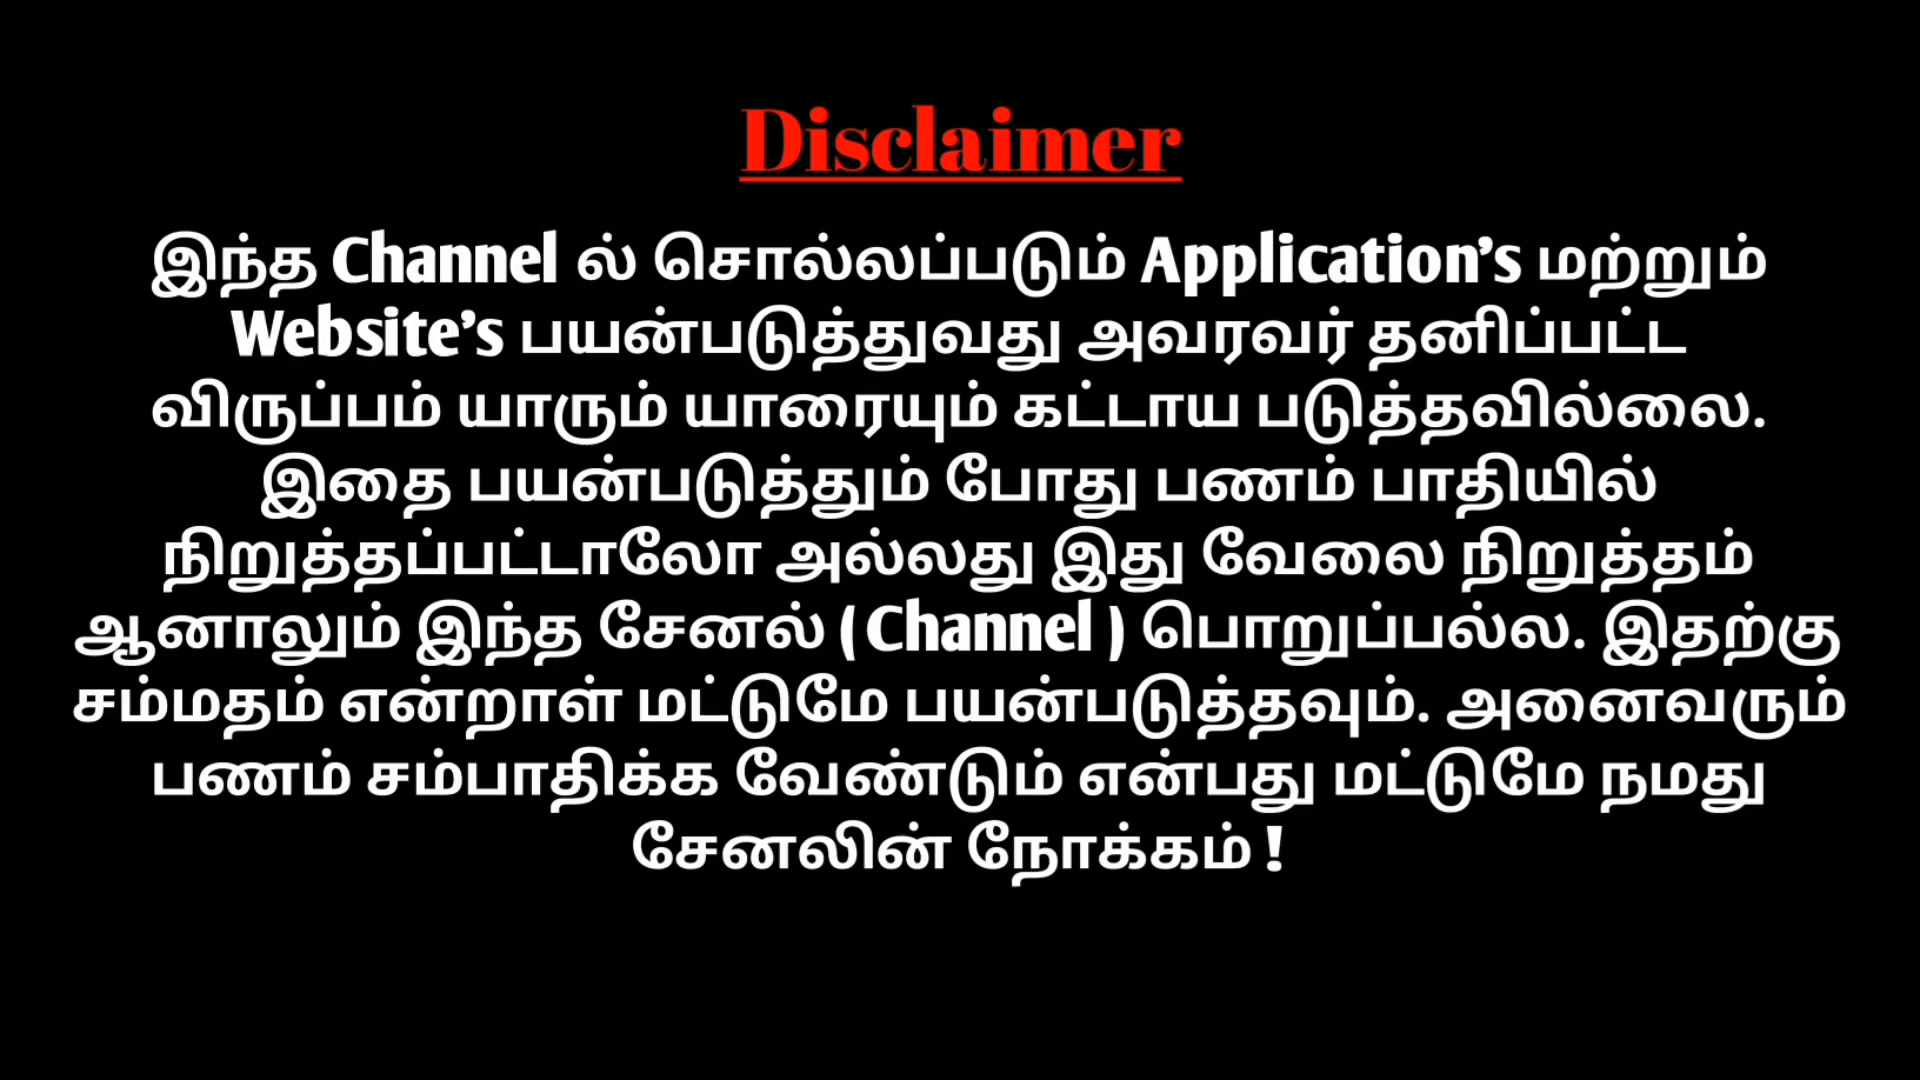 Disclaimer
இந்த Channel ல் சொல்லப்படும் Application's மற்றும்
Website's பயன்படுத்துவது அவரவர் தனிப்பட்ட
விருப்பம் யாரும் யாரையும் கட்டாய படுத்தவில்லை.
இதை பயன்படுத்தும் போது பணம் பாதியில்
நிறுத்தப்பட்டாலோ அல்லது இது வேலை நிறுத்தம்
ஆனாலும் இந்த சேனல் ( Channel ) பொறுப்பல்ல. இதற்கு
சம்மதம் என்றாள் மட்டுமே பயன்படுத்தவும். அனைவரும்
பணம் சம்பாதிக்க வேண்டும் என்பது மட்டுமே நமது
சேனலின் நோக்கம் !